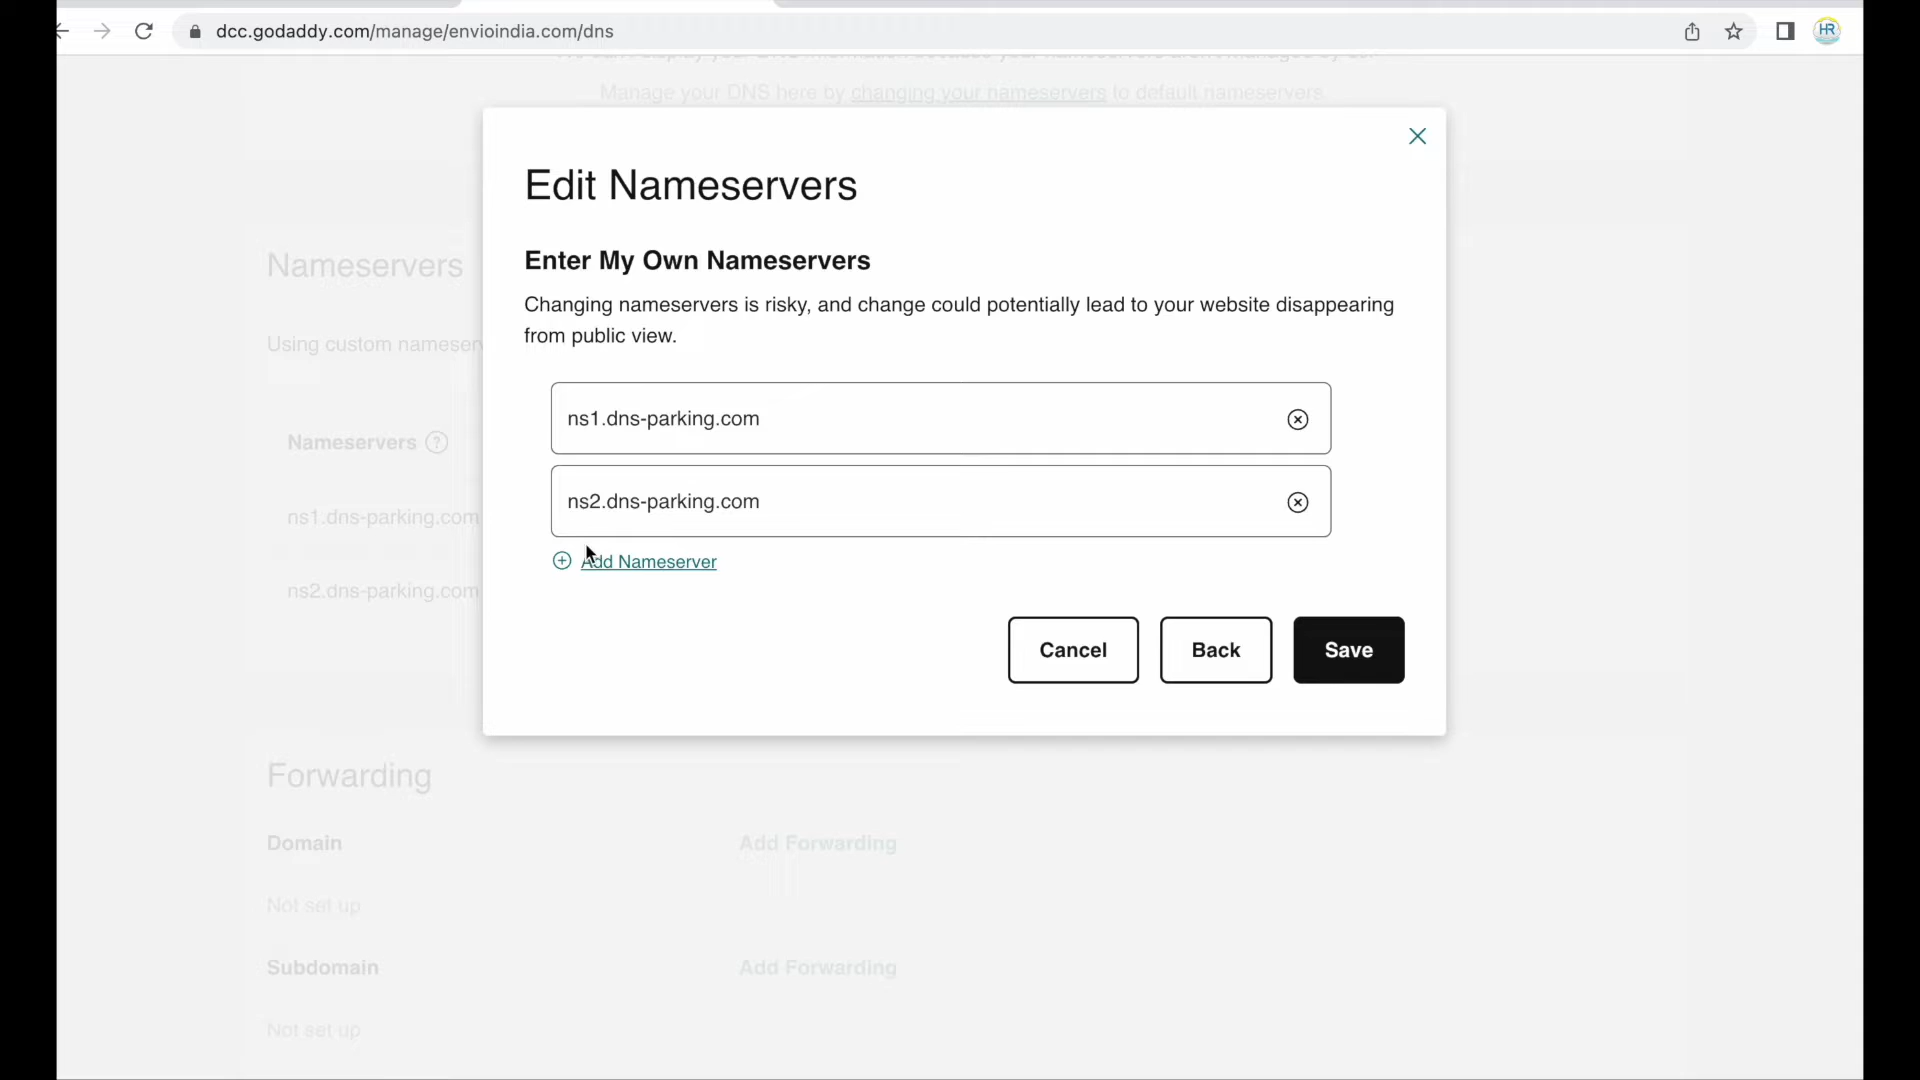 dcc.godaddy.com/manage/envioindia.com/dns
HR
Manage your DNS here by changing your nameservers to default nameservers.
Edit Nameservers
Enter My Own Nameservers
Changing nameservers is risky, and change could potentially lead to your website disappearing
from public view.
ns1.dns-parking.com
ns2.dns-parking.com
Add Nameserver
Cancel
Back
Save
Nameservers
Using custom nameser
Nameservers ?
ns1.dns-parking.com
ns2.dns-parking.com
Forwarding
Domain
Add Forwarding
Not set up
Subdomain
Add Forwarding
Not set up